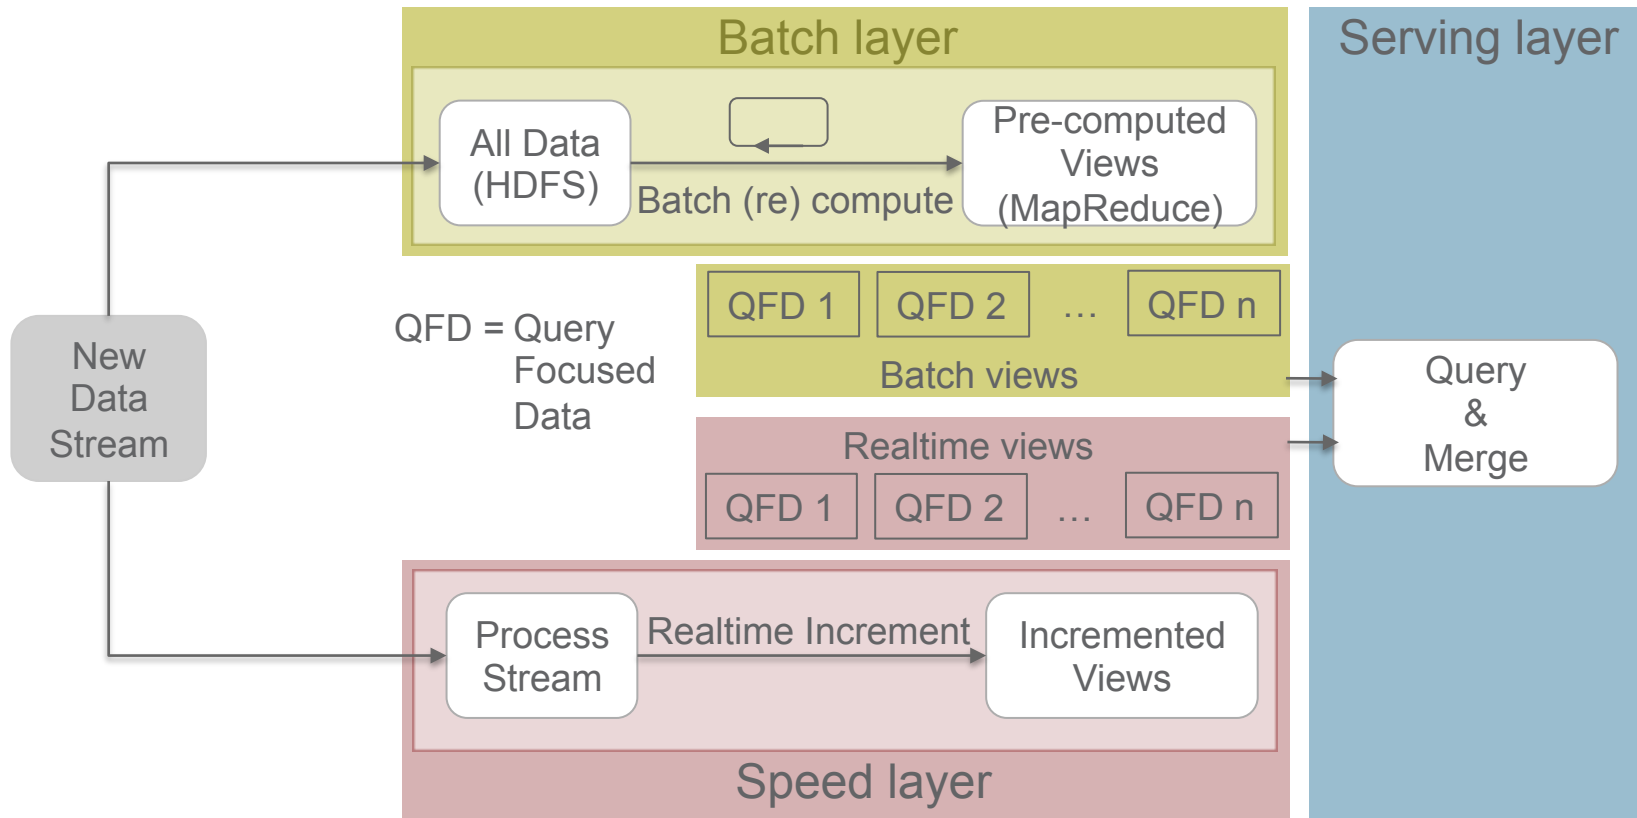 Batch layer
Serving layer
All Data
(HDFS)
Batch (re) compute
Pre-computed
Views
(MapReduce)
QFD 1
QFD 2
...
QFD n
Batch views
QFD = Query
Focused
Data
New
Data
Stream
Query
&
Merge
Realtime views
QFD 1
QFD 2
...
QFD n
Process
Stream
Realtime Increment
Incremented
Views
Speed layer